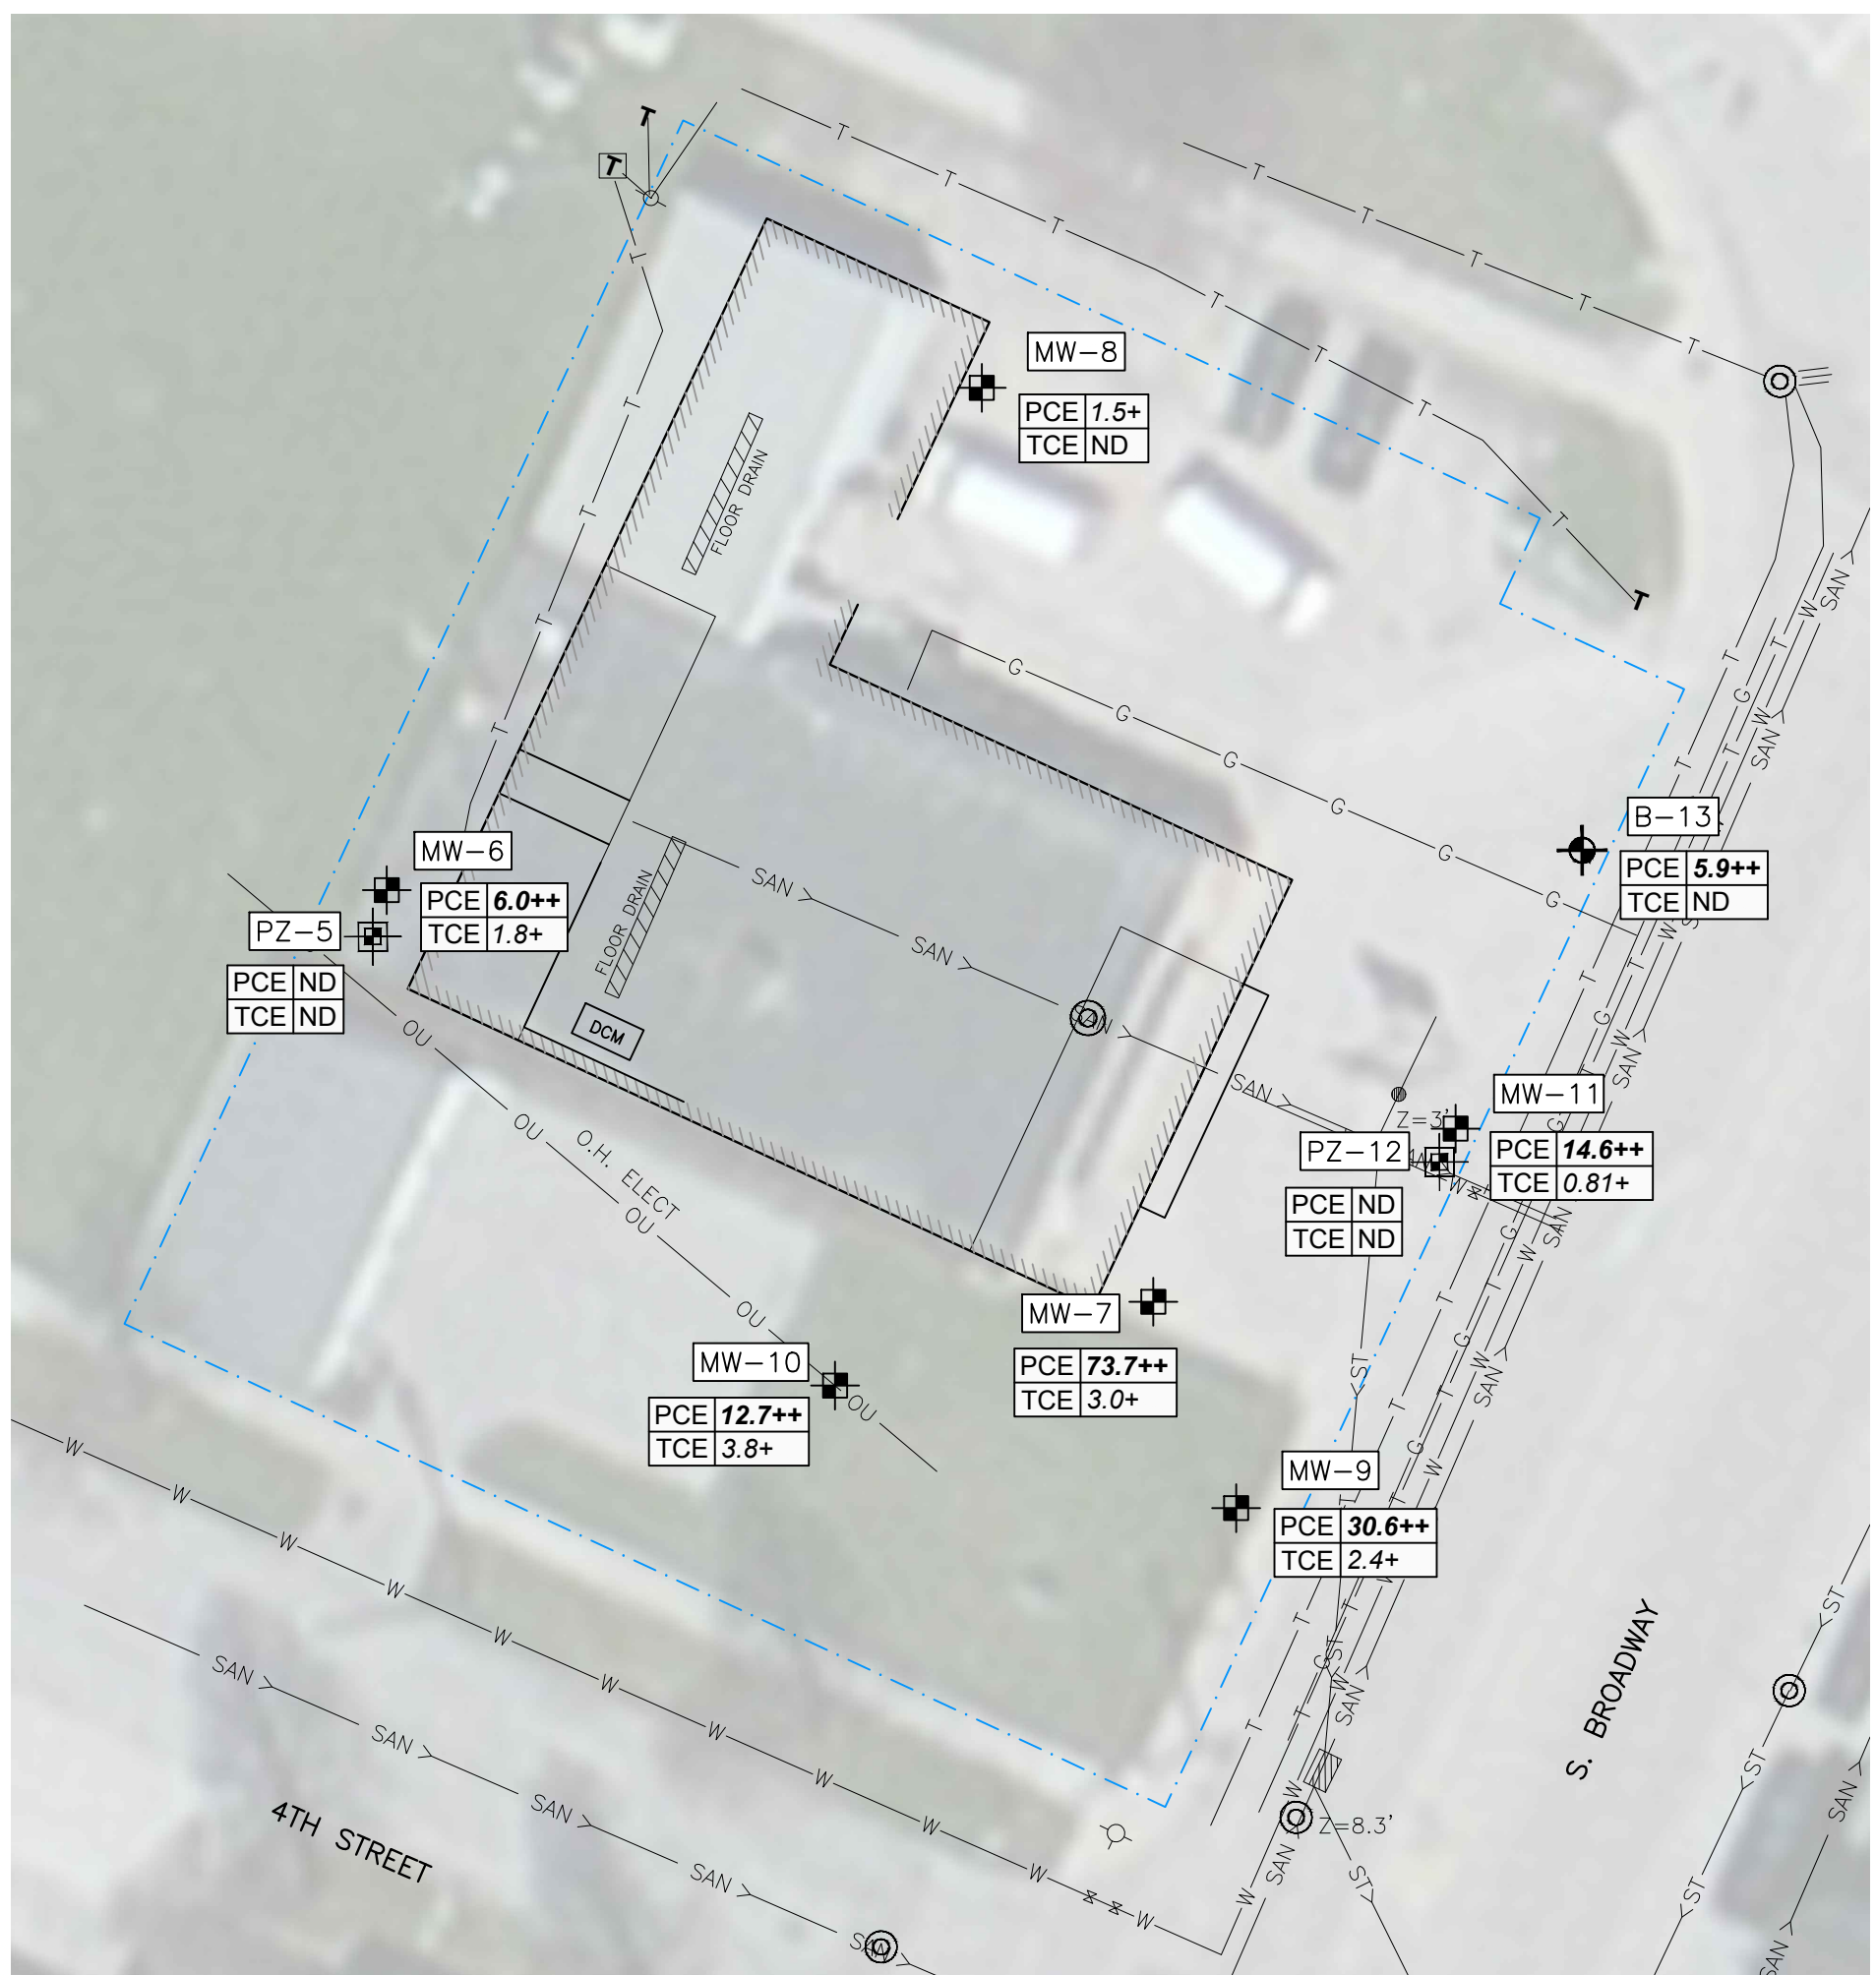 T
T
MW-8
PCE 1.5+
TCE ND
FLOOR DRAIN
T
B-13
PCE 5.9++
TCE ND
MW-6
PCE 6.0++
TCE 1.8+
PZ-5
PCE ND
TCE ND
FLOOR DRAIN
DCM
SAN
SAN
SAN
SAN
OU
OU
OU
OU
OU
O.H. ELECT
Z=3'
MW-11
PCE 14.6++
TCE 0.81+
PZ-12
PCE ND
TCE ND
MW-7
PCE 73.7++
TCE 3.0+
MW-10
PCE 12.7++
TCE 3.8+
MW-9
PCE 30.6++
TCE 2.4+
S. BROADWAY
4TH STREET
SAN
SAN
SAN
SAN
SAN
Z=8.3'
ST
ST
ST
ST